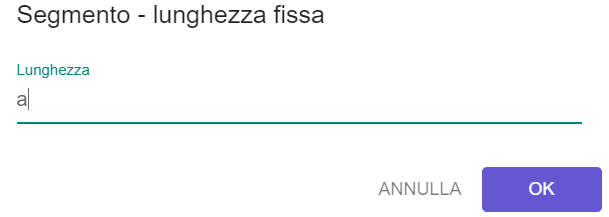 Segmento - lunghezza fissa
Lunghezza
a
ANNULLA OK